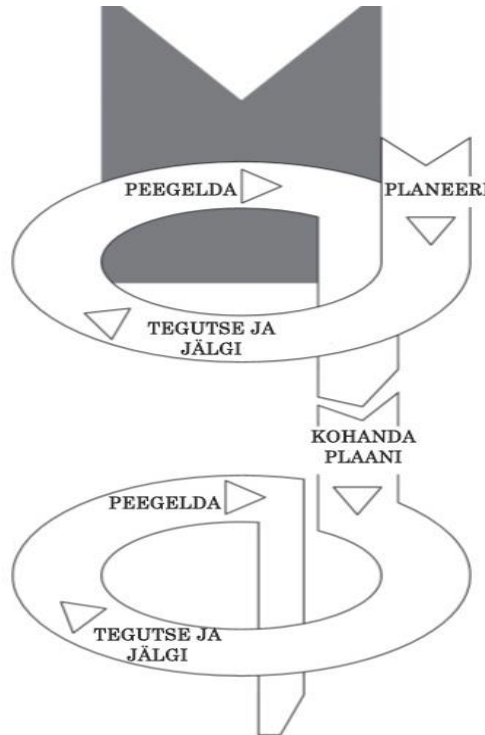 PEEGELDA
PLANEERI
TEGUTSE JA
JÄLGI
KOHANDA
PLAANI
PEEGELDA
TEGUTSE JA
JÄLGI